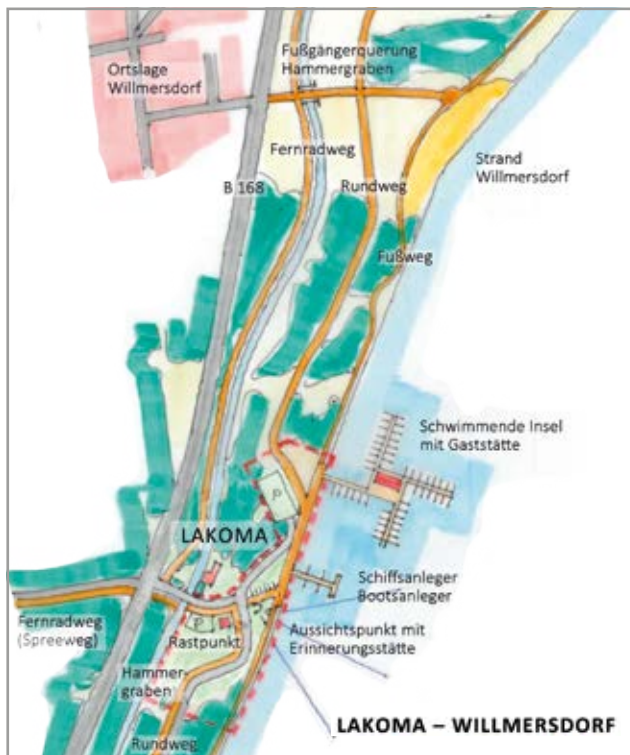 Ortslage
Willmersdorf
Fußgängerquerung
Hammergraben
Fernradweg
B 168
Rundweg
Strand
Willmersdorf
Fußweg
Schwimmende Insel
mit Gaststätte
P
LAKOMA
Schiffsanleger
Bootsanleger
Fernradweg
(Spreeweg)
P
Rastpunkt
Aussichtspunkt mit
Erinnerungsstätte
Hammer-
graben
LAKOMA – WILLMERSDORF
Rundweg